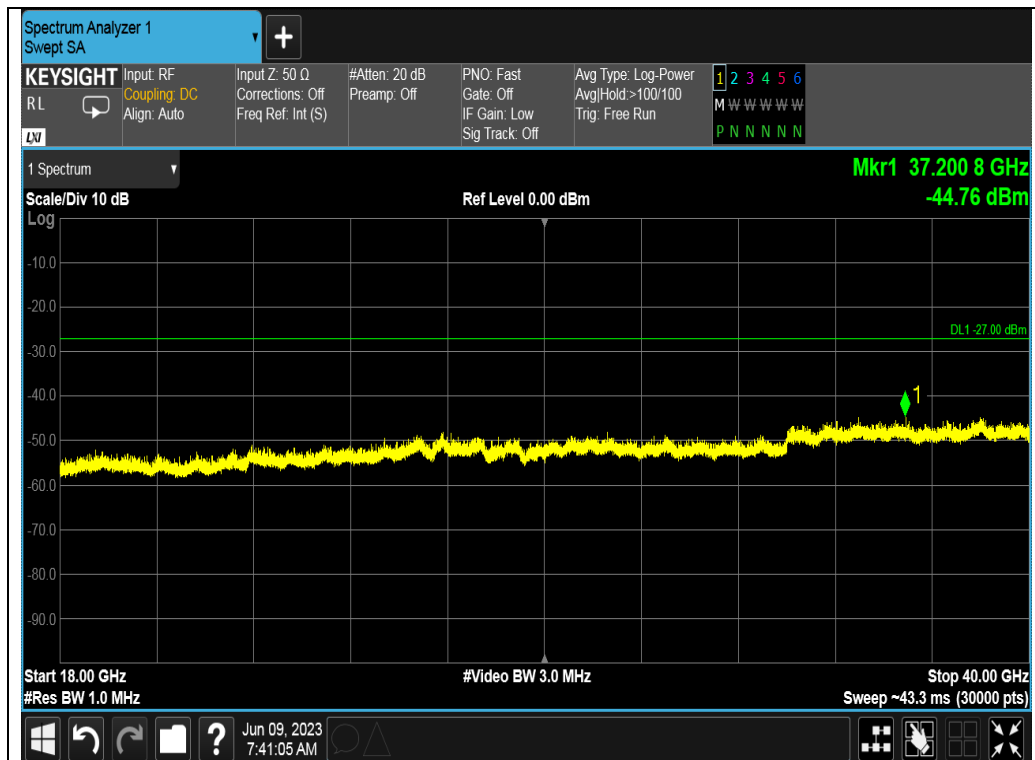 Spectrum Analyzer 1
Swept SA
+
KEYSIGHT
R L
LXI
Input: RF
Coupling: DC
Align: Auto
Input Z: 50 Ω
Corrections: Off
Freq Ref: Int (S)
#Atten: 20 dB
Preamp: Off
PNO: Fast
Gate: Off
IF Gain: Low
Sig Track: Off
Avg Type: Log-Power
Avg|Hold:>100/100
Trig: Free Run
1 2 3 4 5 6
M W W W W W
P N N N N N
1 Spectrum
Mkr1 37.200 8 GHz
-44.76 dBm
Scale/Div 10 dB
Ref Level 0.00 dBm
Log
-10.0
-20.0
DL1 -27.00 dBm
-30.0
-40.0
1
-50.0
-60.0
-70.0
-80.0
-90.0
Start 18.00 GHz
#Video BW 3.0 MHz
Stop 40.00 GHz
#Res BW 1.0 MHz
Sweep ~43.3 ms (30000 pts)
?
Jun 09, 2023
7:41:05 AM